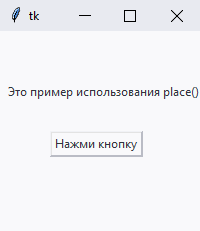 tk
Это пример использования place()
Нажми кнопку